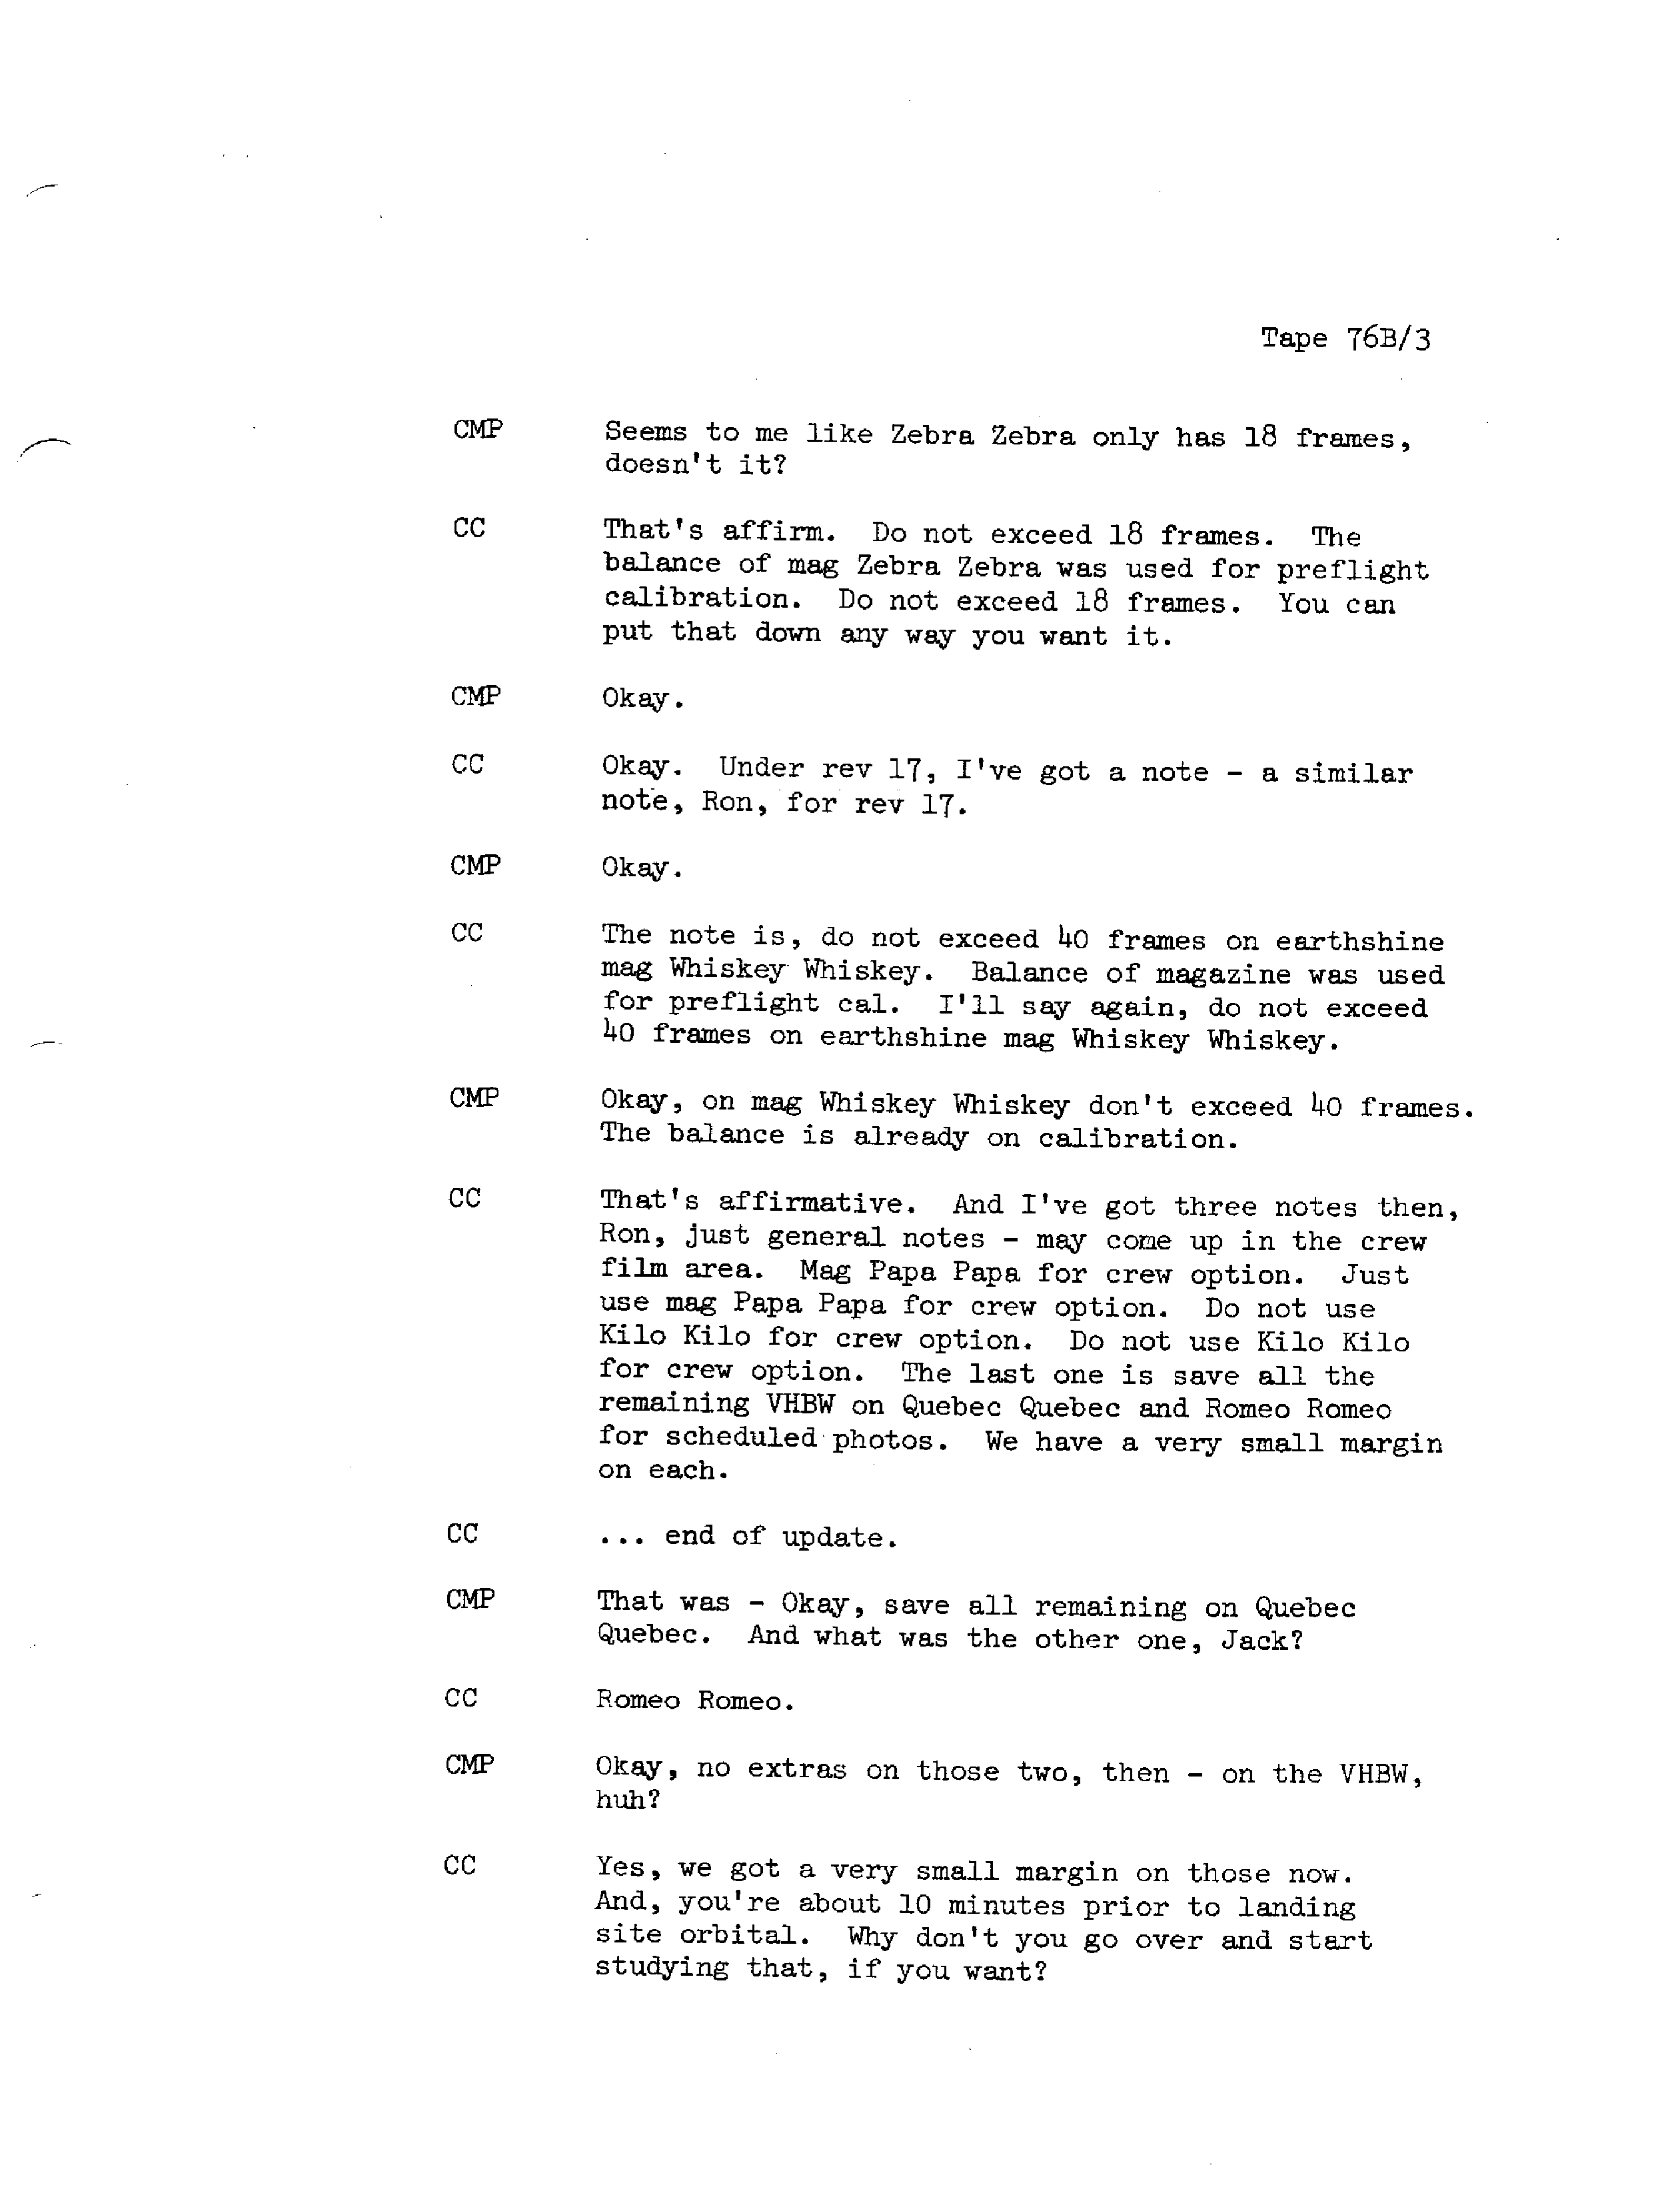 Tape 76B/3
CMP Seems to me like Zebra Zebra only has 18 frames,
doesn't it?
CC That's affirm. Do not exceed 18 frames. The
balance of mag Zebra Zebra was used for preflight
calibration. Do not exceed 18 frames. You can
put that down any way you want it.
CMP Okay.
CC Okay. Under rev 17, I've got a note - a similar
note, Ron, for rev 17.
CMP Okay.
CC The note is, do not exceed 40 frames on earthshine
mag Whiskey Whiskey. Balance of magazine was used
for preflight cal. I'll say again, do not exceed
40 frames on earthshine mag Whiskey Whiskey.
CMP Okay, on mag Whiskey Whiskey don't exceed 40 frames.
The balance is already on calibration.
CC That's affirmative. And I've got three notes then,
Ron, just general notes - may come up in the crew
film area. Mag Papa Papa for crew option. Just
use mag Papa Papa for crew option. Do not use
Kilo Kilo for crew option. Do not use Kilo Kilo
for crew option. The last one is save all the
remaining VHBW on Quebec Quebec and Romeo Romeo
for scheduled photos. We have a very small margin
on each.
CC ... end of update.
CMP That was - Okay, save all remaining on Quebec
Quebec. And what was the other one, Jack?
CC Romeo Romeo.
CMP Okay, no extras on those two, then - on the VHBW,
huh?
CC Yes, we got a very small margin on those now.
And, you're about 10 minutes prior to landing
site orbital. Why don't you go over and start
studying that, if you want?